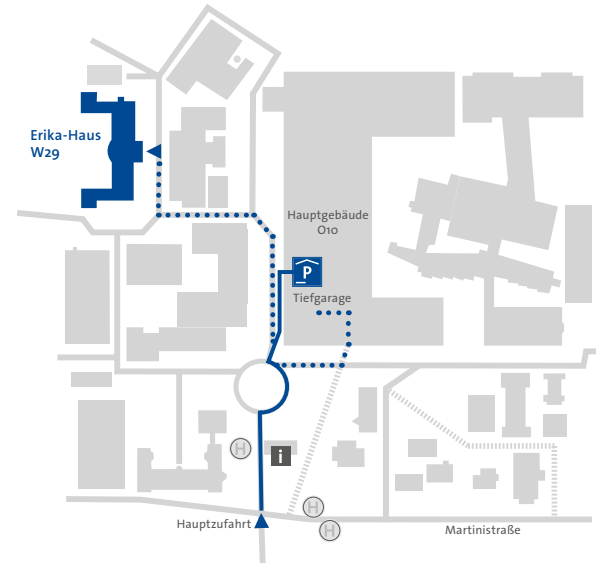 Erika-Haus
W29
Hauptgebäude
O10
P
Tiefgarage
H
i
H
Hauptzufahrt
H
Martinistraße